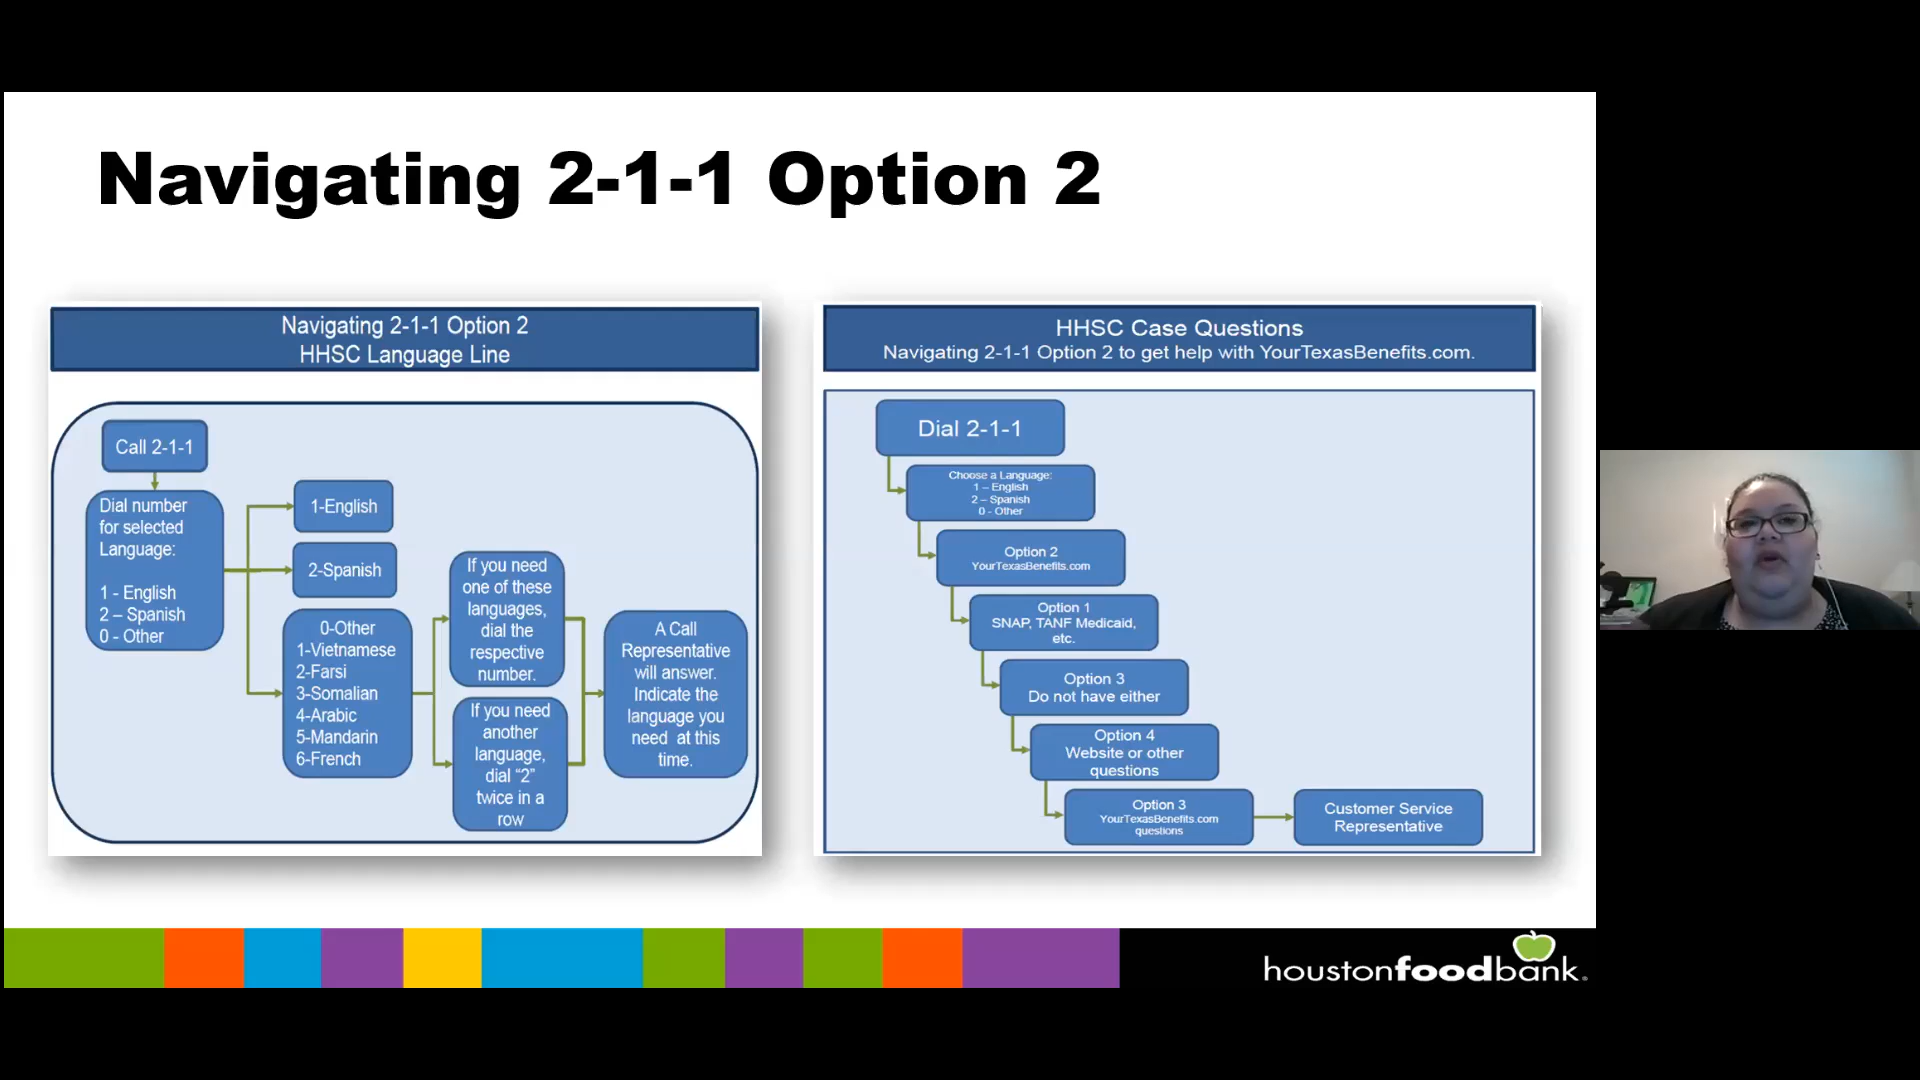 Navigating 2-1-1 Option 2
Navigating 2-1-1 Option 2
HHSC Language Line
Call 2-1-1
Dial number
for selected
Language:
1 - English
2 – Spanish
0 - Other
1-English
2-Spanish
0-Other
1-Vietnamese
2-Farsi
3-Somalian
4-Arabic
5-Mandarin
6-French
If you need
one of these
languages,
dial the
respective
number.
If you need
another
language,
dial “2”
twice in a
row
A Call
Representative
will answer.
Indicate the
language you
need at this
time.
HHSC Case Questions
Navigating 2-1-1 Option 2 to get help with YourTexasBenefits.com.
Dial 2-1-1
Choose a Language:
1 – English
2 – Spanish
0 - Other
Option 2
YourTexasBenefits.com
Option 1
SNAP, TANF Medicaid,
etc.
Option 3
Do not have either
Option 4
Website or other
questions
Option 3
YourTexasBenefits.com
questions
Customer Service
Representative
houstonfoodbank.